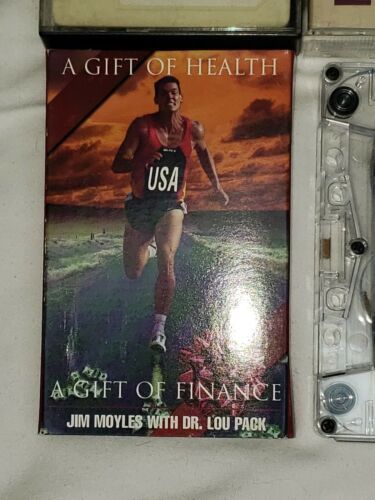 A GIFT OF HEALTH
USA
A GIFT OF FINANCE
JIM MOYLES WITH DR. LOU PACK